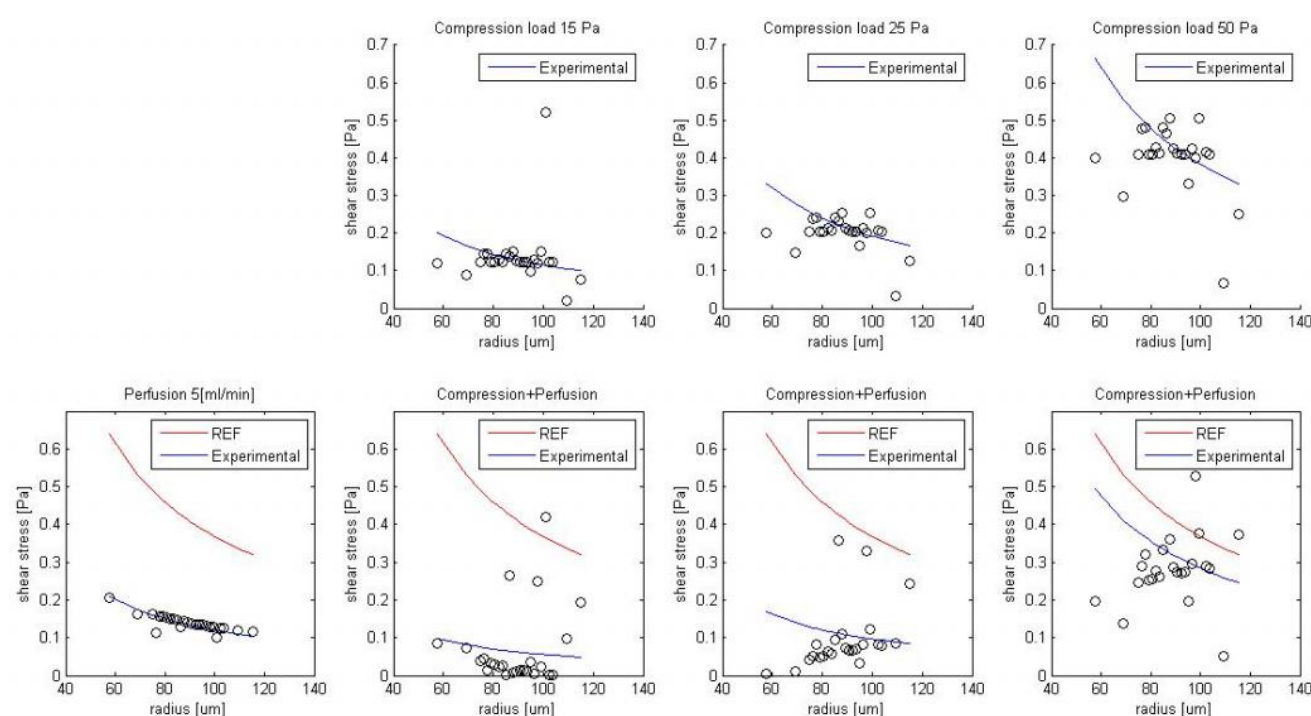 Compression load 15 Pa
0.7
0.6
0.5
0.4
0.3
0.2
0.1
0
shear stress [Pa]
Experimental
40 60 80 100 120 140
radius [um]
Compression load 25 Pa
0.7
0.6
0.5
0.4
0.3
0.2
0.1
0
shear stress [Pa]
Experimental
40 60 80 100 120 140
radius [um]
Compression load 50 Pa
0.7
0.6
0.5
0.4
0.3
0.2
0.1
0
shear stress [Pa]
Experimental
40 60 80 100 120 140
radius [um]
Perfusion 5[ml/min]
0.6
0.5
0.4
0.3
0.2
0.1
0
shear stress [Pa]
REF
Experimental
40 60 80 100 120 140
radius [um]
Compression+Perfusion
0.6
0.5
0.4
0.3
0.2
0.1
0
shear stress [Pa]
REF
Experimental
40 60 80 100 120 140
radius [um]
Compression+Perfusion
0.6
0.5
0.4
0.3
0.2
0.1
0
shear stress [Pa]
REF
Experimental
40 60 80 100 120 140
radius [um]
Compression+Perfusion
0.6
0.5
0.4
0.3
0.2
0.1
0
shear stress [Pa]
REF
Experimental
40 60 80 100 120 140
radius [um]